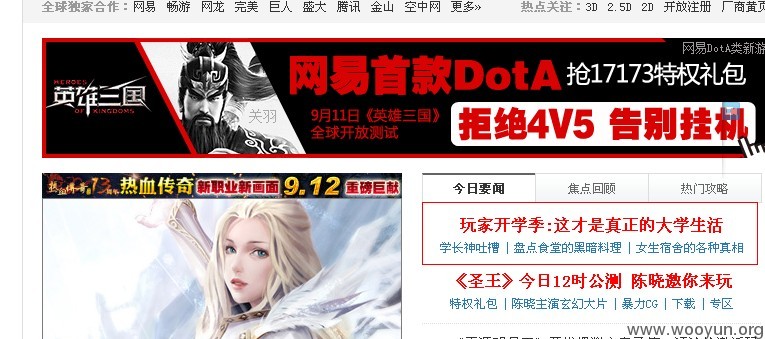 全球独家合作：网易 畅游 网龙 完美 巨人 盛大 腾讯 金山 空中网 更多»
热点关注：3D 2.5D 2D 开放注册 厂商黄页
网易DotA类新游
HEROES
英雄三国
OF KINGDOMS
关羽
网易首款DotA 抢17173特权礼包
9月11日《英雄三国》
全球开放测试
拒绝4V5 告别挂机
热血传奇 新职业新画面 9.12 重磅巨献
今日要闻 焦点回顾 热门攻略
玩家开学季:这才是真正的大学生活
学长神吐槽 | 盘点食堂的黑暗料理 | 女生宿舍的各种真相
《圣王》今日12时公测 陈晓邀你来玩
特权礼包 | 陈晓主演玄幻大片 | 暴力CG | 下载 | 专区
www.wooyun.org